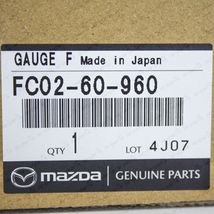 GAUGE F Made in Japan
FC02-60-960
QTY 1 LOT 4J07
mazda GENUINE PARTS